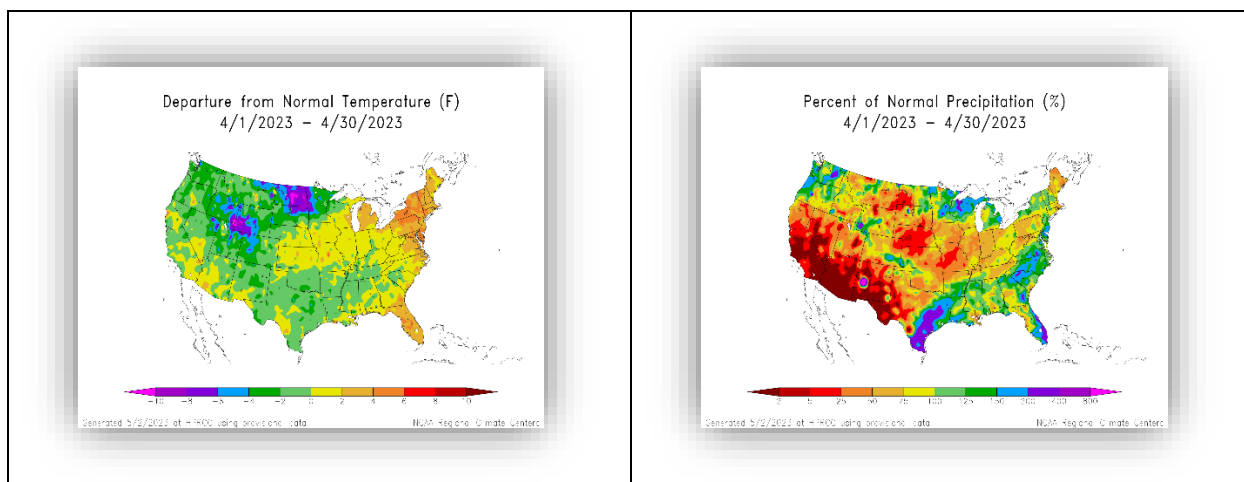 Departure from Normal Temperature (F)
4/1/2023 – 4/30/2023
-10 -8 -6 -4 -2 0 2 4 6 8 10
Generated 5/2/2023 at HPRCC using provisional data.
NOAA Regional Climate Centers
Percent of Normal Precipitation (%)
4/1/2023 – 4/30/2023
2 5 25 50 75 100 125 150 200 400 800
Generated 5/2/2023 at HPRCC using provisional data.
NOAA Regional Climate Centers